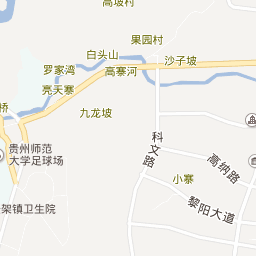 高坡村
果园村
白头山
沙子坡
罗家湾
高寨河
亮天寨
桥
九龙坡
科文路
贵州师范
大学足球场
高纳路
小寨
黎阳大道
架镇卫生院